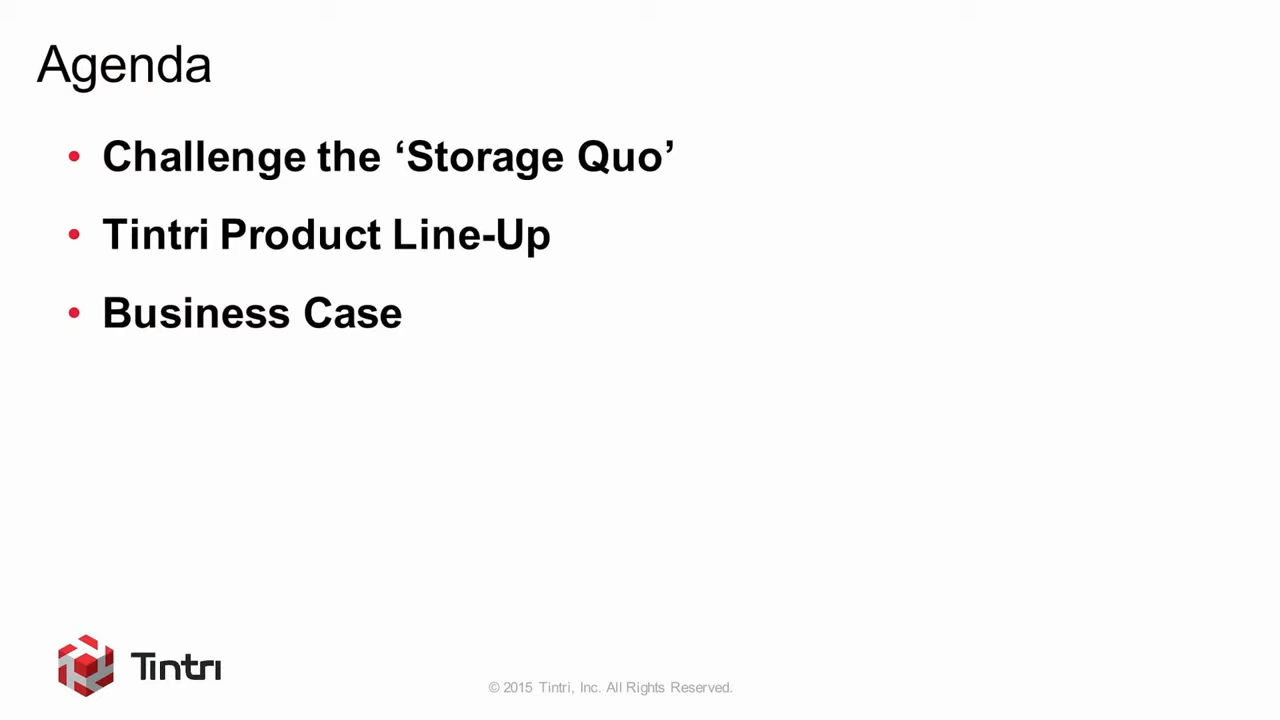 Agenda
• Challenge the ‘Storage Quo’
• Tintri Product Line-Up
• Business Case
Tintri
© 2015 Tintri, Inc. All Rights Reserved.